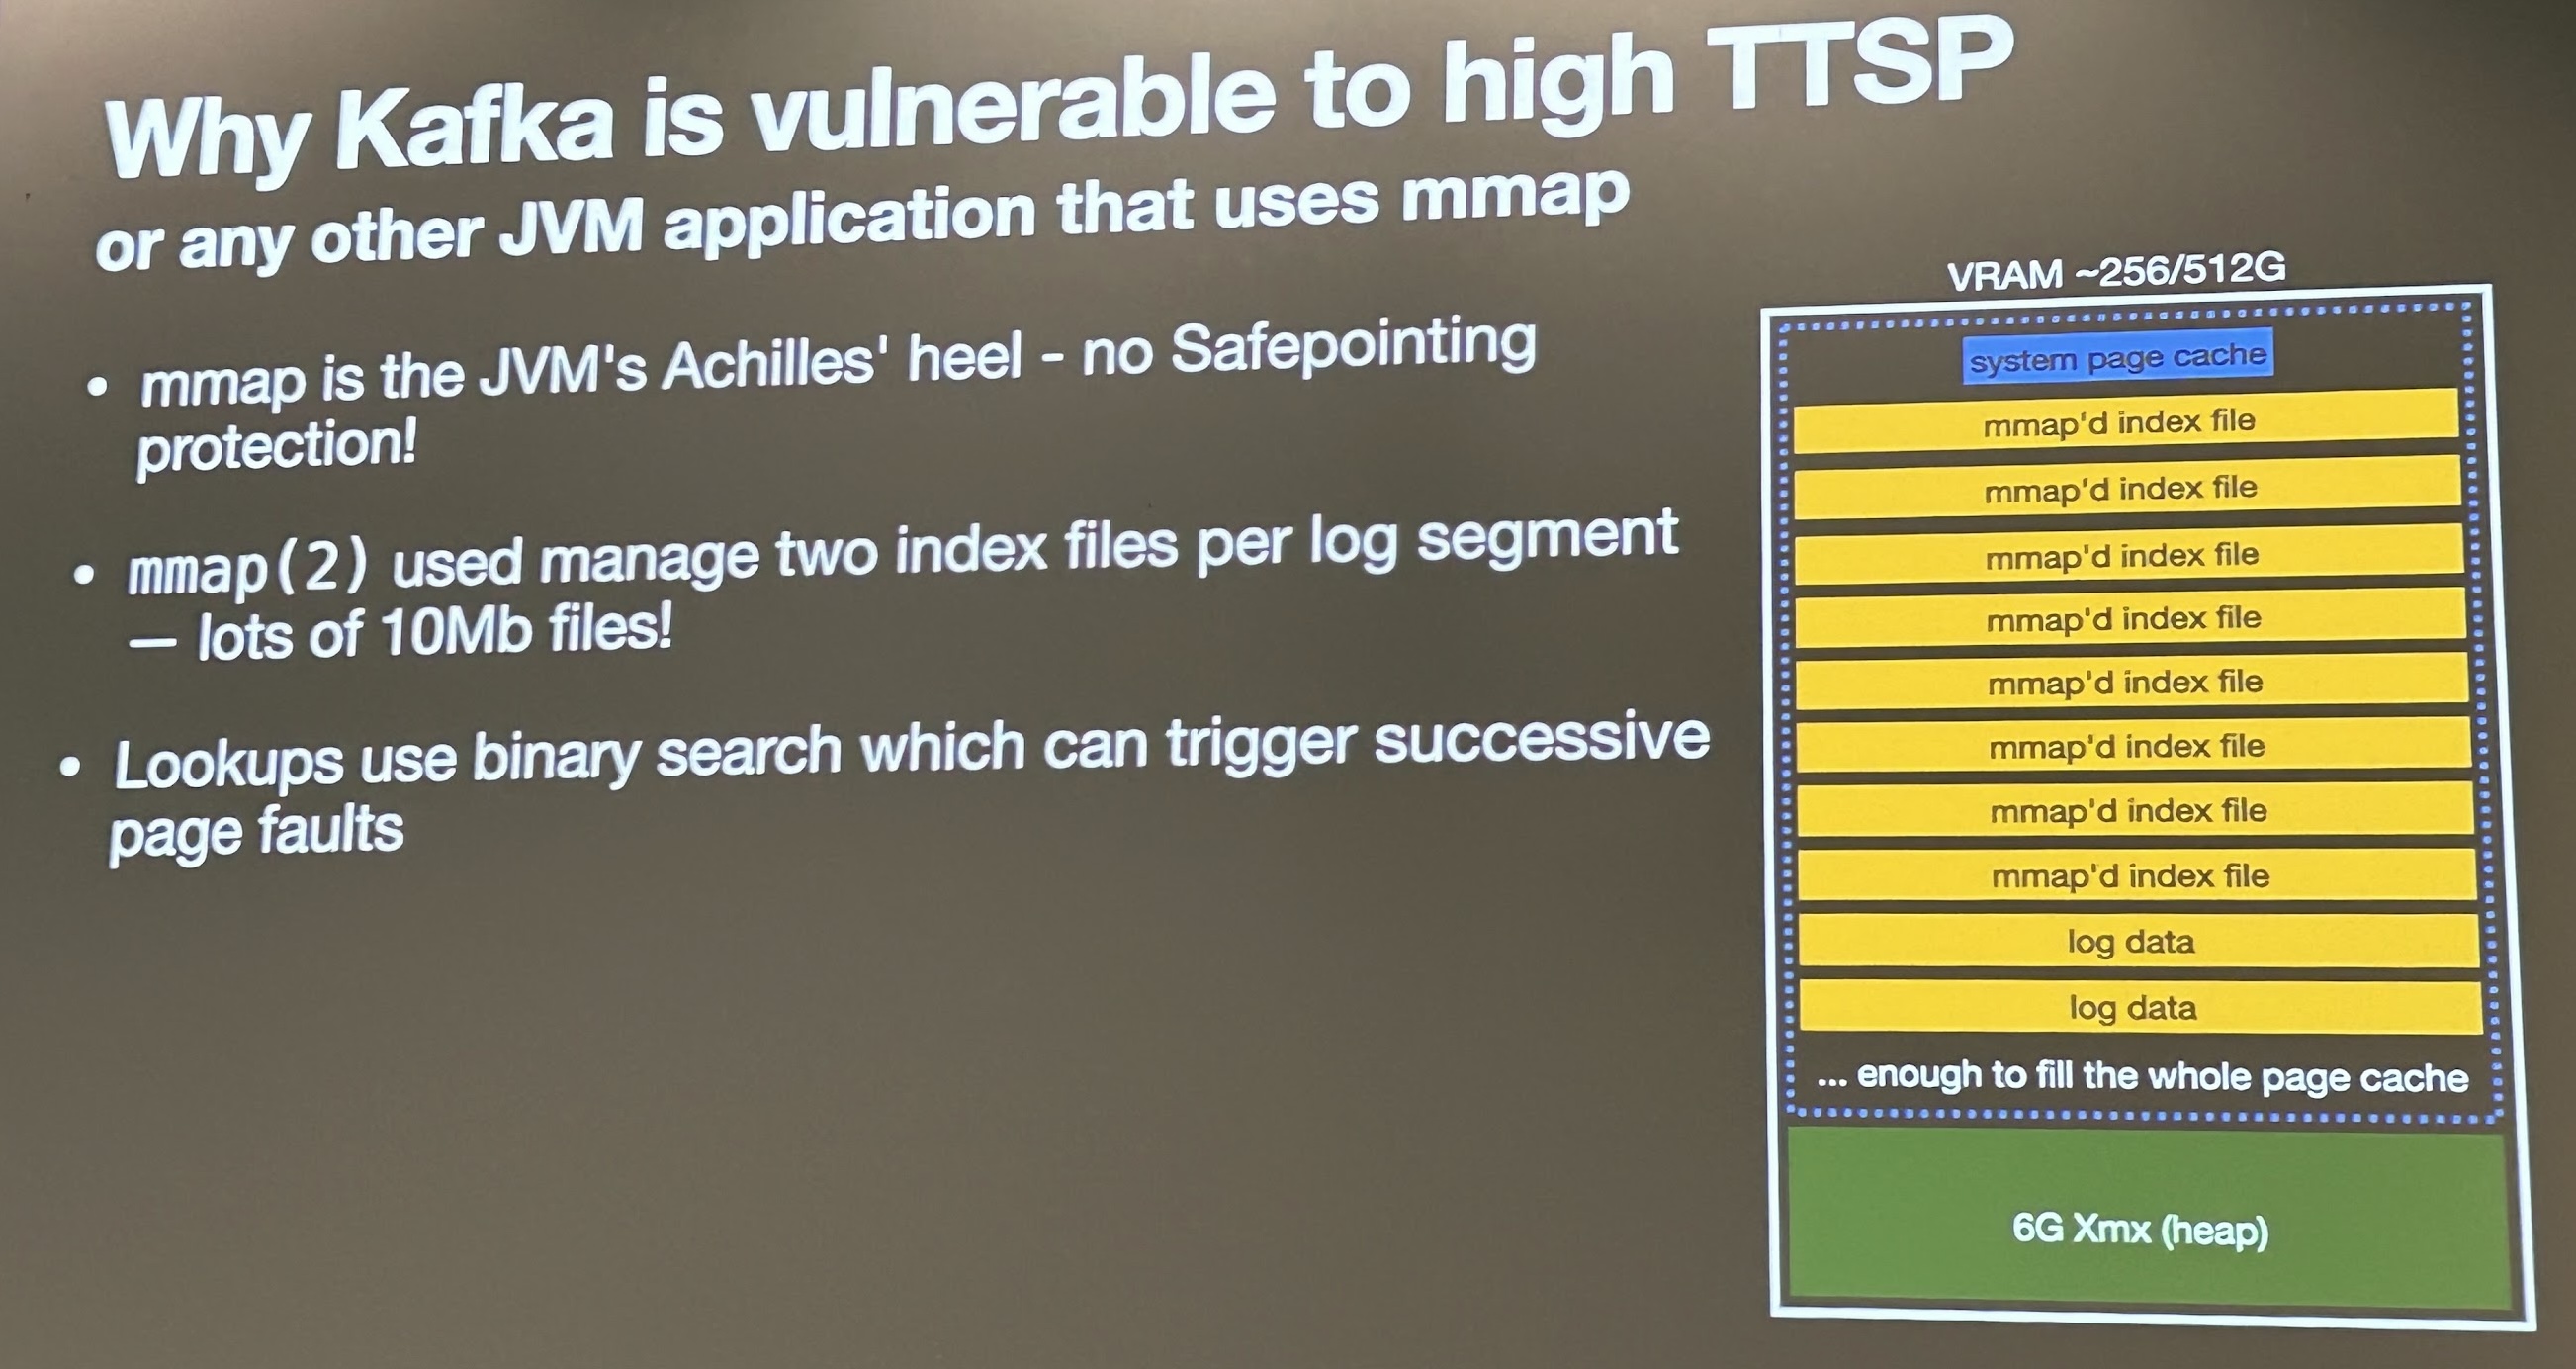 Why Kafka is vulnerable to high TTSP
or any other JVM application that uses mmap
• mmap is the JVM's Achilles' heel - no Safepointing
protection!
• mmap(2) used manage two index files per log segment
— lots of 10Mb files!
• Lookups use binary search which can trigger successive
page faults
VRAM ~256/512G
system page cache
mmap'd index file
mmap'd index file
mmap'd index file
mmap'd index file
mmap'd index file
mmap'd index file
mmap'd index file
mmap'd index file
log data
log data
... enough to fill the whole page cache
6G Xmx (heap)